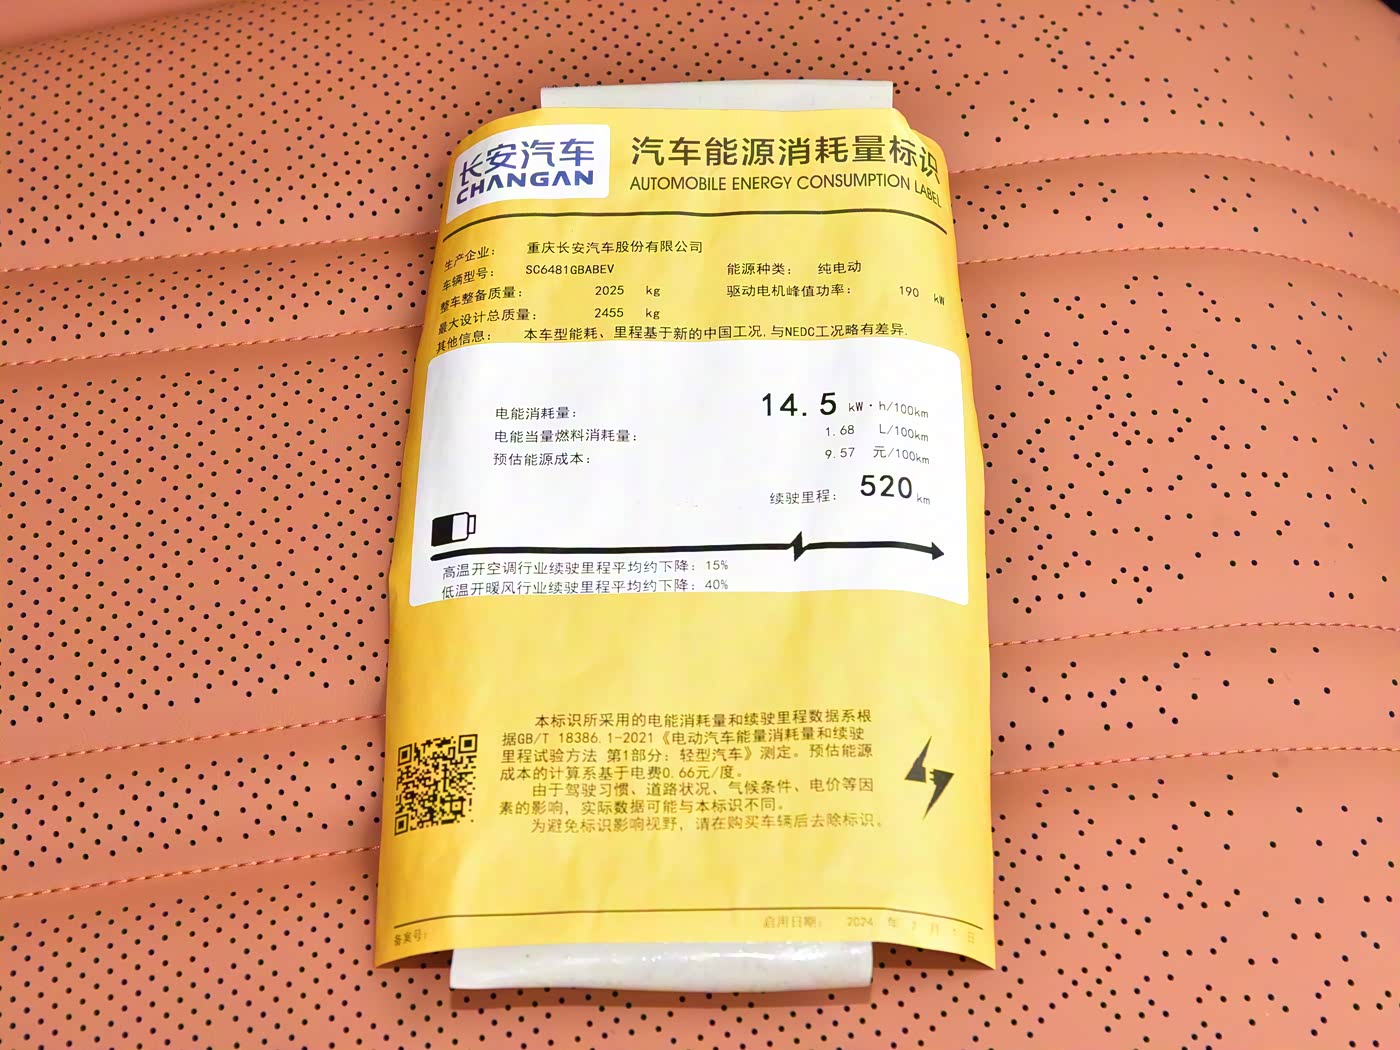 长安汽车
CHANGAN
汽车能源消耗量标识
AUTOMOBILE ENERGY CONSUMPTION LABEL
生产企业： 重庆长安汽车股份有限公司
车辆型号： SC6481GBABEV 能源种类： 纯电动
整车整备质量： 2025 kg 驱动电机峰值功率： 190 kW
最大设计总质量： 2455 kg
其他信息： 本车型能耗、里程基于新的中国工况,与NEDC工况略有差异.
电能消耗量： 14.5 kW·h/100km
电能当量燃料消耗量： 1.68 L/100km
预估能源成本： 9.57 元/100km
续驶里程： 520 km
高温开空调行业续驶里程平均约下降：15%
低温开暖风行业续驶里程平均约下降：40%
本标识所采用的电能消耗量和续驶里程数据系根
据GB/T 18386.1-2021《电动汽车能量消耗量和续驶
里程试验方法 第1部分：轻型汽车》测定。预估能源
成本的计算系基于电费0.66元/度。
由于驾驶习惯、道路状况、气候条件、电价等因
素的影响，实际数据可能与本标识不同。
为避免标识影响视野，请在购买车辆后去除标识。
备案号：
启用日期： 2024 年 7 月 1 日